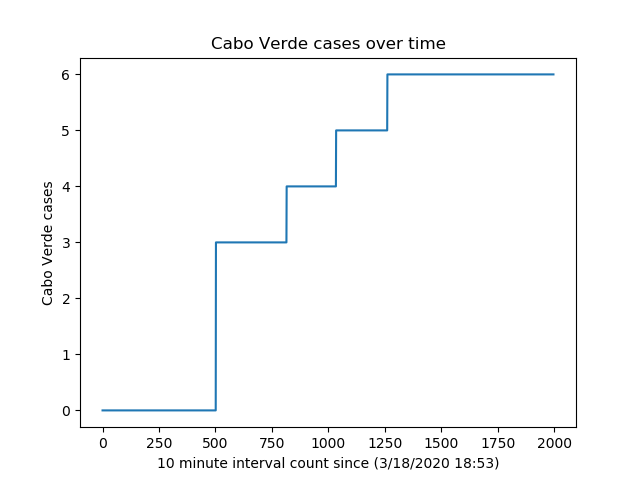 Cabo Verde cases over time
Cabo Verde cases
6
5
4
3
2
1
0
0 250 500 750 1000 1250 1500 1750 2000
10 minute interval count since (3/18/2020 18:53)